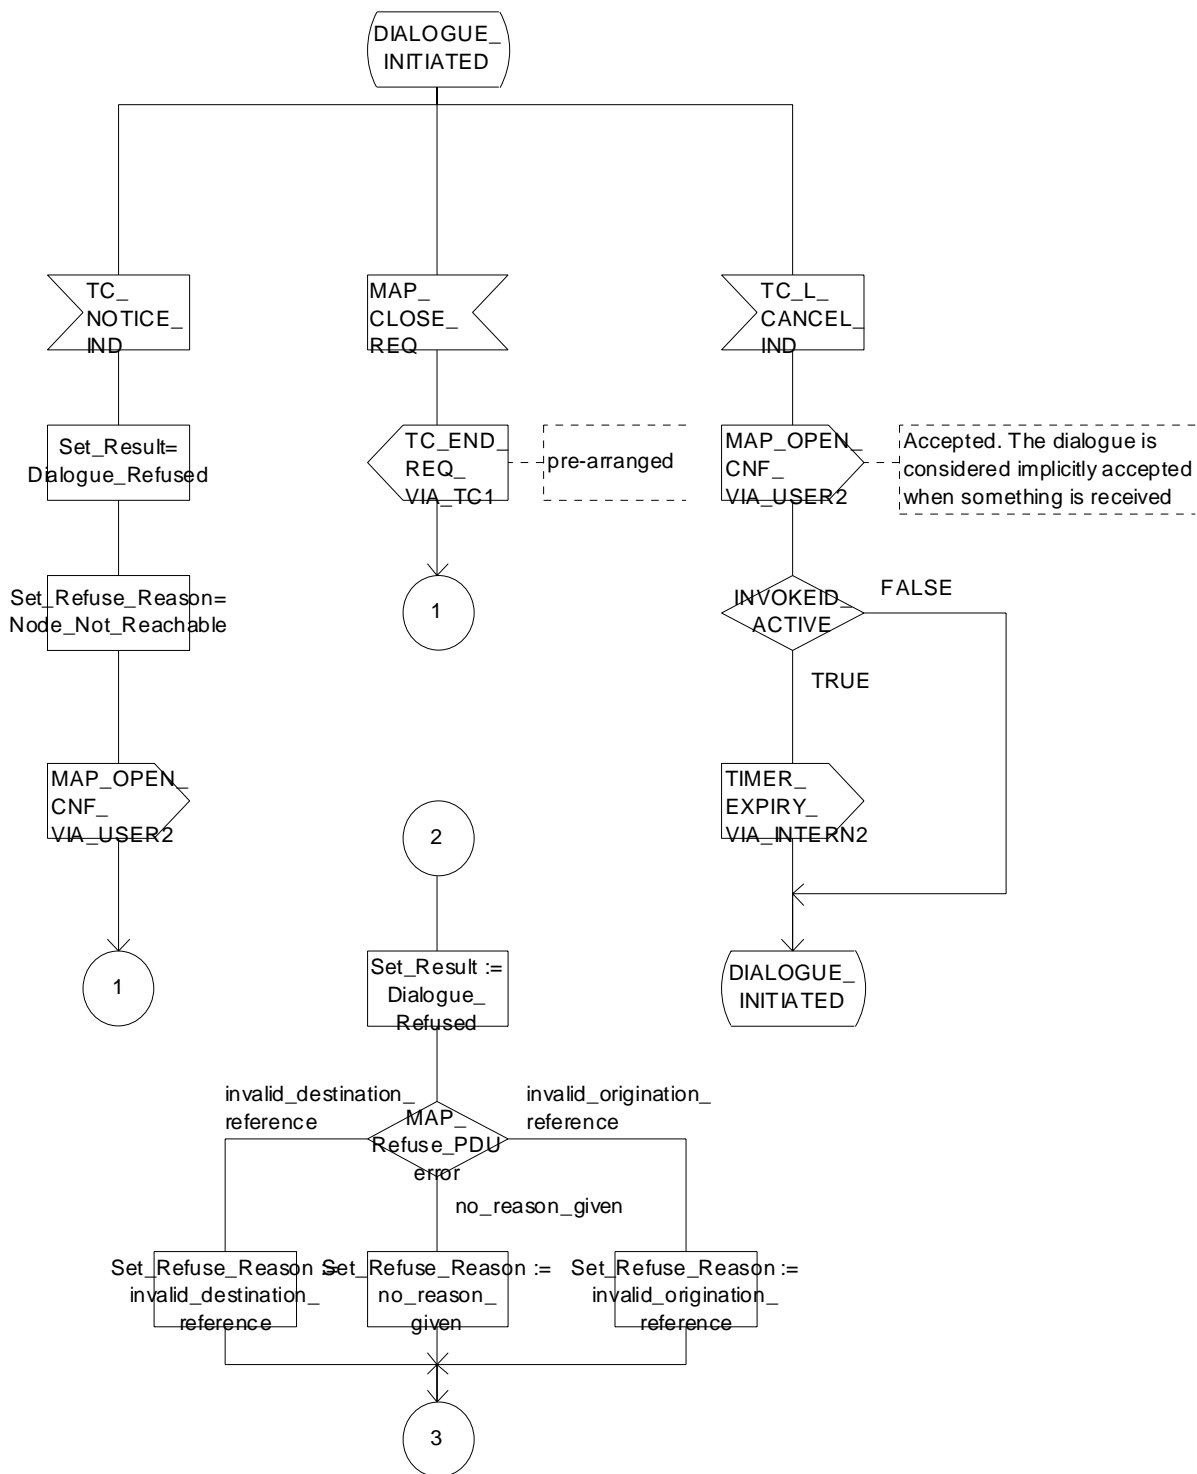 DIALOGUE_
INITIATED
TC_
NOTICE_
IND
MAP_
CLOSE_
REQ
TC_L_
CANCEL_
IND
Set_Result=
Dialogue_Refused
TC_END_
REQ_
VIA_TC1
pre-arranged
MAP_OPEN_
CNF_
VIA_USER2
Accepted. The dialogue is
considered implicitly accepted
when something is received
Set_Refuse_Reason=
Node_Not_Reachable
1
INVOKEID_
ACTIVE
FALSE
TRUE
MAP_OPEN_
CNF_
VIA_USER2
2
TIMER_
EXPIRY_
VIA_INTERN2
1
Set_Result :=
Dialogue_
Refused
DIALOGUE_
INITIATED
invalid_destination_
reference
MAP_
Refuse_PDU
error
invalid_origination_
reference
no_reason_given
Set_Refuse_Reason :=
invalid_destination_
reference
Set_Refuse_Reason :=
no_reason_
given
Set_Refuse_Reason :=
invalid_origination_
reference
3